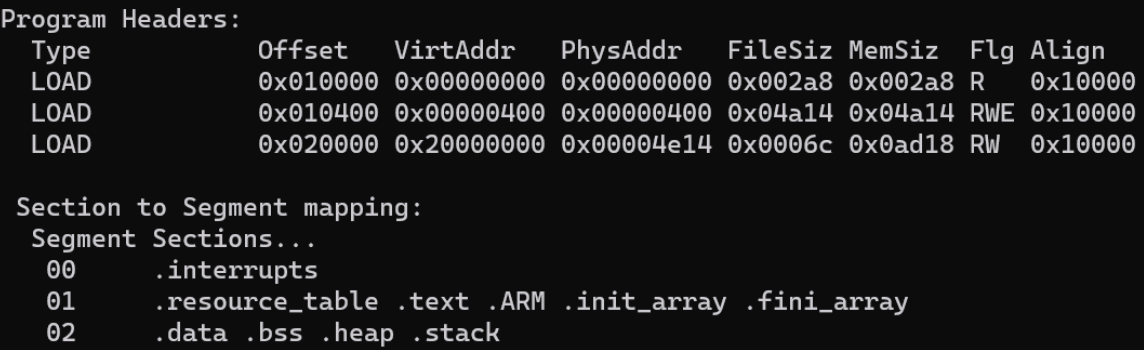 Program Headers:
  Type           Offset   VirtAddr   PhysAddr   FileSiz MemSiz  Flg Align
  LOAD           0x010000 0x00000000 0x00000000 0x002a8 0x002a8 R   0x10000
  LOAD           0x010400 0x00000400 0x00000400 0x04a14 0x04a14 RWE 0x10000
  LOAD           0x020000 0x20000000 0x00004e14 0x0006c 0x0ad18 RW  0x10000

 Section to Segment mapping:
  Segment Sections...
   00     .interrupts
   01     .resource_table .text .ARM .init_array .fini_array
   02     .data .bss .heap .stack